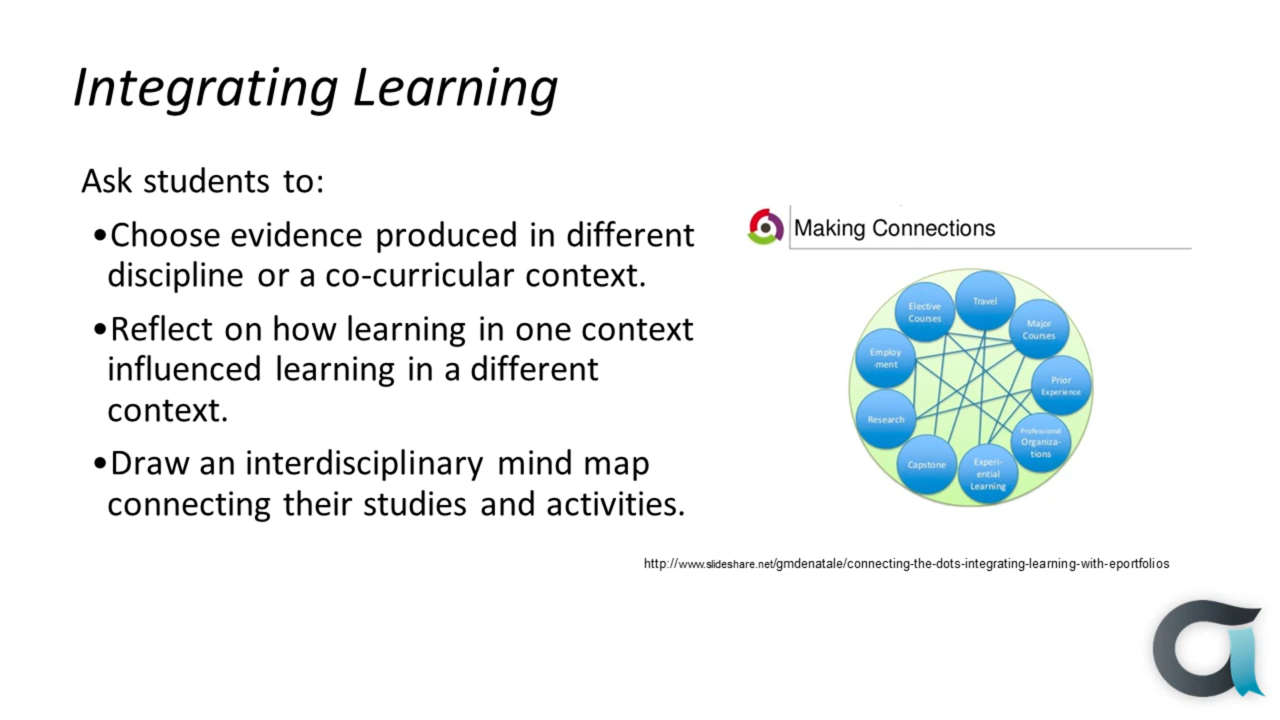 Integrating Learning
Ask students to:
•Choose evidence produced in different
discipline or a co-curricular context.
•Reflect on how learning in one context
influenced learning in a different
context.
•Draw an interdisciplinary mind map
connecting their studies and activities.
Making Connections
Travel
Elective
Courses
Major
Courses
Employ
-ment
Prior
Experience
Research
Professional
Organiza-
tions
Capstone
Experi-
ential
Learning
http://www.slideshare.net/gmdenatale/connecting-the-dots-integrating-learning-with-eportfolios